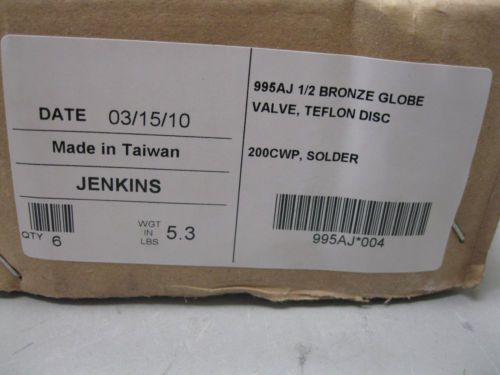 DATE 03/15/10
Made in Taiwan
JENKINS
QTY 6
WGT IN LBS 5.3
995AJ 1/2 BRONZE GLOBE
VALVE, TEFLON DISC
200CWP, SOLDER
995AJ*004